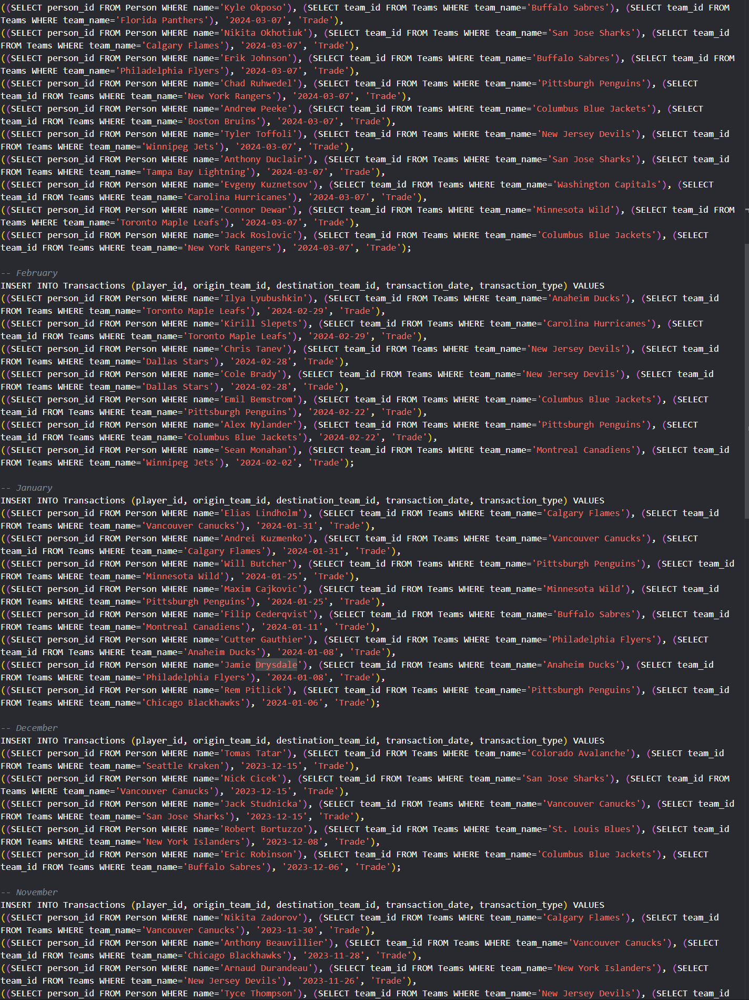 ((SELECT person_id FROM Person WHERE name='Kyle Okposo'), (SELECT team_id FROM Teams WHERE team_name='Buffalo Sabres'), (SELECT team_id FROM
Teams WHERE team_name='Florida Panthers'), '2024-03-07', 'Trade'),
((SELECT person_id FROM Person WHERE name='Nikita Okhotiuk'), (SELECT team_id FROM Teams WHERE team_name='San Jose Sharks'), (SELECT team_id
FROM Teams WHERE team_name='Calgary Flames'), '2024-03-07', 'Trade'),
((SELECT person_id FROM Person WHERE name='Erik Johnson'), (SELECT team_id FROM Teams WHERE team_name='Buffalo Sabres'), (SELECT team_id FROM
Teams WHERE team_name='Philadelphia Flyers'), '2024-03-07', 'Trade'),
((SELECT person_id FROM Person WHERE name='Chad Ruhwedel'), (SELECT team_id FROM Teams WHERE team_name='Pittsburgh Penguins'), (SELECT
team_id FROM Teams WHERE team_name='New York Rangers'), '2024-03-07', 'Trade'),
((SELECT person_id FROM Person WHERE name='Andrew Peeke'), (SELECT team_id FROM Teams WHERE team_name='Columbus Blue Jackets'), (SELECT
team_id FROM Teams WHERE team_name='Boston Bruins'), '2024-03-07', 'Trade'),
((SELECT person_id FROM Person WHERE name='Tyler Toffoli'), (SELECT team_id FROM Teams WHERE team_name='New Jersey Devils'), (SELECT team_id
FROM Teams WHERE team_name='Winnipeg Jets'), '2024-03-07', 'Trade'),
((SELECT person_id FROM Person WHERE name='Anthony Duclair'), (SELECT team_id FROM Teams WHERE team_name='San Jose Sharks'), (SELECT team_id
FROM Teams WHERE team_name='Tampa Bay Lightning'), '2024-03-07', 'Trade'),
((SELECT person_id FROM Person WHERE name='Evgeny Kuznetsov'), (SELECT team_id FROM Teams WHERE team_name='Washington Capitals'), (SELECT
team_id FROM Teams WHERE team_name='Carolina Hurricanes'), '2024-03-07', 'Trade'),
((SELECT person_id FROM Person WHERE name='Connor Dewar'), (SELECT team_id FROM Teams WHERE team_name='Minnesota Wild'), (SELECT team_id FROM
Teams WHERE team_name='Toronto Maple Leafs'), '2024-03-07', 'Trade'),
((SELECT person_id FROM Person WHERE name='Jack Roslovic'), (SELECT team_id FROM Teams WHERE team_name='Columbus Blue Jackets'), (SELECT
team_id FROM Teams WHERE team_name='New York Rangers'), '2024-03-07', 'Trade');
-- February
INSERT INTO Transactions (player_id, origin_team_id, destination_team_id, transaction_date, transaction_type) VALUES
((SELECT person_id FROM Person WHERE name='Ilya Lyubushkin'), (SELECT team_id FROM Teams WHERE team_name='Anaheim Ducks'), (SELECT team_id
FROM Teams WHERE team_name='Toronto Maple Leafs'), '2024-02-29', 'Trade'),
((SELECT person_id FROM Person WHERE name='Kirill Slepets'), (SELECT team_id FROM Teams WHERE team_name='Carolina Hurricanes'), (SELECT
team_id FROM Teams WHERE team_name='Toronto Maple Leafs'), '2024-02-29', 'Trade'),
((SELECT person_id FROM Person WHERE name='Chris Tanev'), (SELECT team_id FROM Teams WHERE team_name='New Jersey Devils'), (SELECT team_id
FROM Teams WHERE team_name='Dallas Stars'), '2024-02-28', 'Trade'),
((SELECT person_id FROM Person WHERE name='Cole Brady'), (SELECT team_id FROM Teams WHERE team_name='New Jersey Devils'), (SELECT team_id
FROM Teams WHERE team_name='Dallas Stars'), '2024-02-28', 'Trade'),
((SELECT person_id FROM Person WHERE name='Emil Bemstrom'), (SELECT team_id FROM Teams WHERE team_name='Columbus Blue Jackets'), (SELECT
team_id FROM Teams WHERE team_name='Pittsburgh Penguins'), '2024-02-22', 'Trade'),
((SELECT person_id FROM Person WHERE name='Alex Nylander'), (SELECT team_id FROM Teams WHERE team_name='Pittsburgh Penguins'), (SELECT
team_id FROM Teams WHERE team_name='Columbus Blue Jackets'), '2024-02-22', 'Trade'),
((SELECT person_id FROM Person WHERE name='Sean Monahan'), (SELECT team_id FROM Teams WHERE team_name='Montreal Canadiens'), (SELECT team_id
FROM Teams WHERE team_name='Winnipeg Jets'), '2024-02-02', 'Trade');
-- January
INSERT INTO Transactions (player_id, origin_team_id, destination_team_id, transaction_date, transaction_type) VALUES
((SELECT person_id FROM Person WHERE name='Elias Lindholm'), (SELECT team_id FROM Teams WHERE team_name='Calgary Flames'), (SELECT team_id
FROM Teams WHERE team_name='Vancouver Canucks'), '2024-01-31', 'Trade'),
((SELECT person_id FROM Person WHERE name='Andrei Kuzmenko'), (SELECT team_id FROM Teams WHERE team_name='Vancouver Canucks'), (SELECT
team_id FROM Teams WHERE team_name='Calgary Flames'), '2024-01-31', 'Trade'),
((SELECT person_id FROM Person WHERE name='Will Butcher'), (SELECT team_id FROM Teams WHERE team_name='Pittsburgh Penguins'), (SELECT team_id
FROM Teams WHERE team_name='Minnesota Wild'), '2024-01-25', 'Trade'),
((SELECT person_id FROM Person WHERE name='Maxim Cajkovic'), (SELECT team_id FROM Teams WHERE team_name='Minnesota Wild'), (SELECT team_id
FROM Teams WHERE team_name='Pittsburgh Penguins'), '2024-01-25', 'Trade'),
((SELECT person_id FROM Person WHERE name='Filip Cederqvist'), (SELECT team_id FROM Teams WHERE team_name='Buffalo Sabres'), (SELECT team_id
FROM Teams WHERE team_name='Montreal Canadiens'), '2024-01-11', 'Trade'),
((SELECT person_id FROM Person WHERE name='Cutter Gauthier'), (SELECT team_id FROM Teams WHERE team_name='Philadelphia Flyers'), (SELECT
team_id FROM Teams WHERE team_name='Anaheim Ducks'), '2024-01-08', 'Trade'),
((SELECT person_id FROM Person WHERE name='Jamie Drysdale'), (SELECT team_id FROM Teams WHERE team_name='Anaheim Ducks'), (SELECT team_id
FROM Teams WHERE team_name='Philadelphia Flyers'), '2024-01-08', 'Trade'),
((SELECT person_id FROM Person WHERE name='Rem Pitlick'), (SELECT team_id FROM Teams WHERE team_name='Pittsburgh Penguins'), (SELECT team_id
FROM Teams WHERE team_name='Chicago Blackhawks'), '2024-01-06', 'Trade');
-- December
INSERT INTO Transactions (player_id, origin_team_id, destination_team_id, transaction_date, transaction_type) VALUES
((SELECT person_id FROM Person WHERE name='Tomas Tatar'), (SELECT team_id FROM Teams WHERE team_name='Colorado Avalanche'), (SELECT team_id
FROM Teams WHERE team_name='Seattle Kraken'), '2023-12-15', 'Trade'),
((SELECT person_id FROM Person WHERE name='Nick Cicek'), (SELECT team_id FROM Teams WHERE team_name='San Jose Sharks'), (SELECT team_id FROM
Teams WHERE team_name='Vancouver Canucks'), '2023-12-15', 'Trade'),
((SELECT person_id FROM Person WHERE name='Jack Studnicka'), (SELECT team_id FROM Teams WHERE team_name='Vancouver Canucks'), (SELECT team_id
FROM Teams WHERE team_name='San Jose Sharks'), '2023-12-15', 'Trade'),
((SELECT person_id FROM Person WHERE name='Robert Bortuzzo'), (SELECT team_id FROM Teams WHERE team_name='St. Louis Blues'), (SELECT team_id
FROM Teams WHERE team_name='New York Islanders'), '2023-12-08', 'Trade'),
((SELECT person_id FROM Person WHERE name='Eric Robinson'), (SELECT team_id FROM Teams WHERE team_name='Columbus Blue Jackets'), (SELECT
team_id FROM Teams WHERE team_name='Buffalo Sabres'), '2023-12-06', 'Trade');
-- November
INSERT INTO Transactions (player_id, origin_team_id, destination_team_id, transaction_date, transaction_type) VALUES
((SELECT person_id FROM Person WHERE name='Nikita Zadorov'), (SELECT team_id FROM Teams WHERE team_name='Calgary Flames'), (SELECT team_id
FROM Teams WHERE team_name='Vancouver Canucks'), '2023-11-30', 'Trade'),
((SELECT person_id FROM Person WHERE name='Anthony Beauvillier'), (SELECT team_id FROM Teams WHERE team_name='Vancouver Canucks'), (SELECT
team_id FROM Teams WHERE team_name='Chicago Blackhawks'), '2023-11-28', 'Trade'),
((SELECT person_id FROM Person WHERE name='Arnaud Durandeau'), (SELECT team_id FROM Teams WHERE team_name='New York Islanders'), (SELECT
team_id FROM Teams WHERE team_name='New Jersey Devils'), '2023-11-26', 'Trade'),
((SELECT person_id FROM Person WHERE name='Tyce Thompson'), (SELECT team_id FROM Teams WHERE team_name='New Jersey Devils'), (SELECT team_id